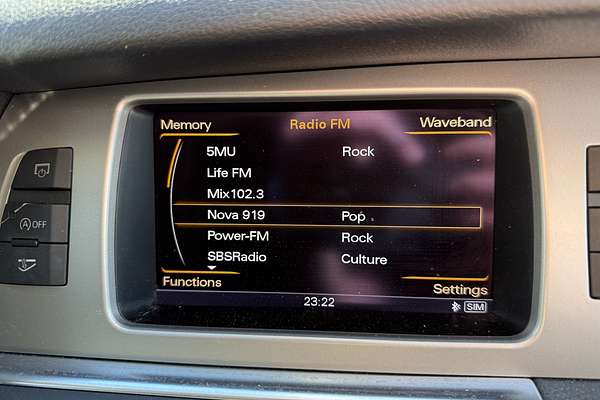 Memory Radio FM Waveband
5MU Rock
Life FM
Mix102.3
Nova 919 Pop
Power-FM Rock
SBSRadio Culture
Functions Settings
23:22 SIM
A OFF